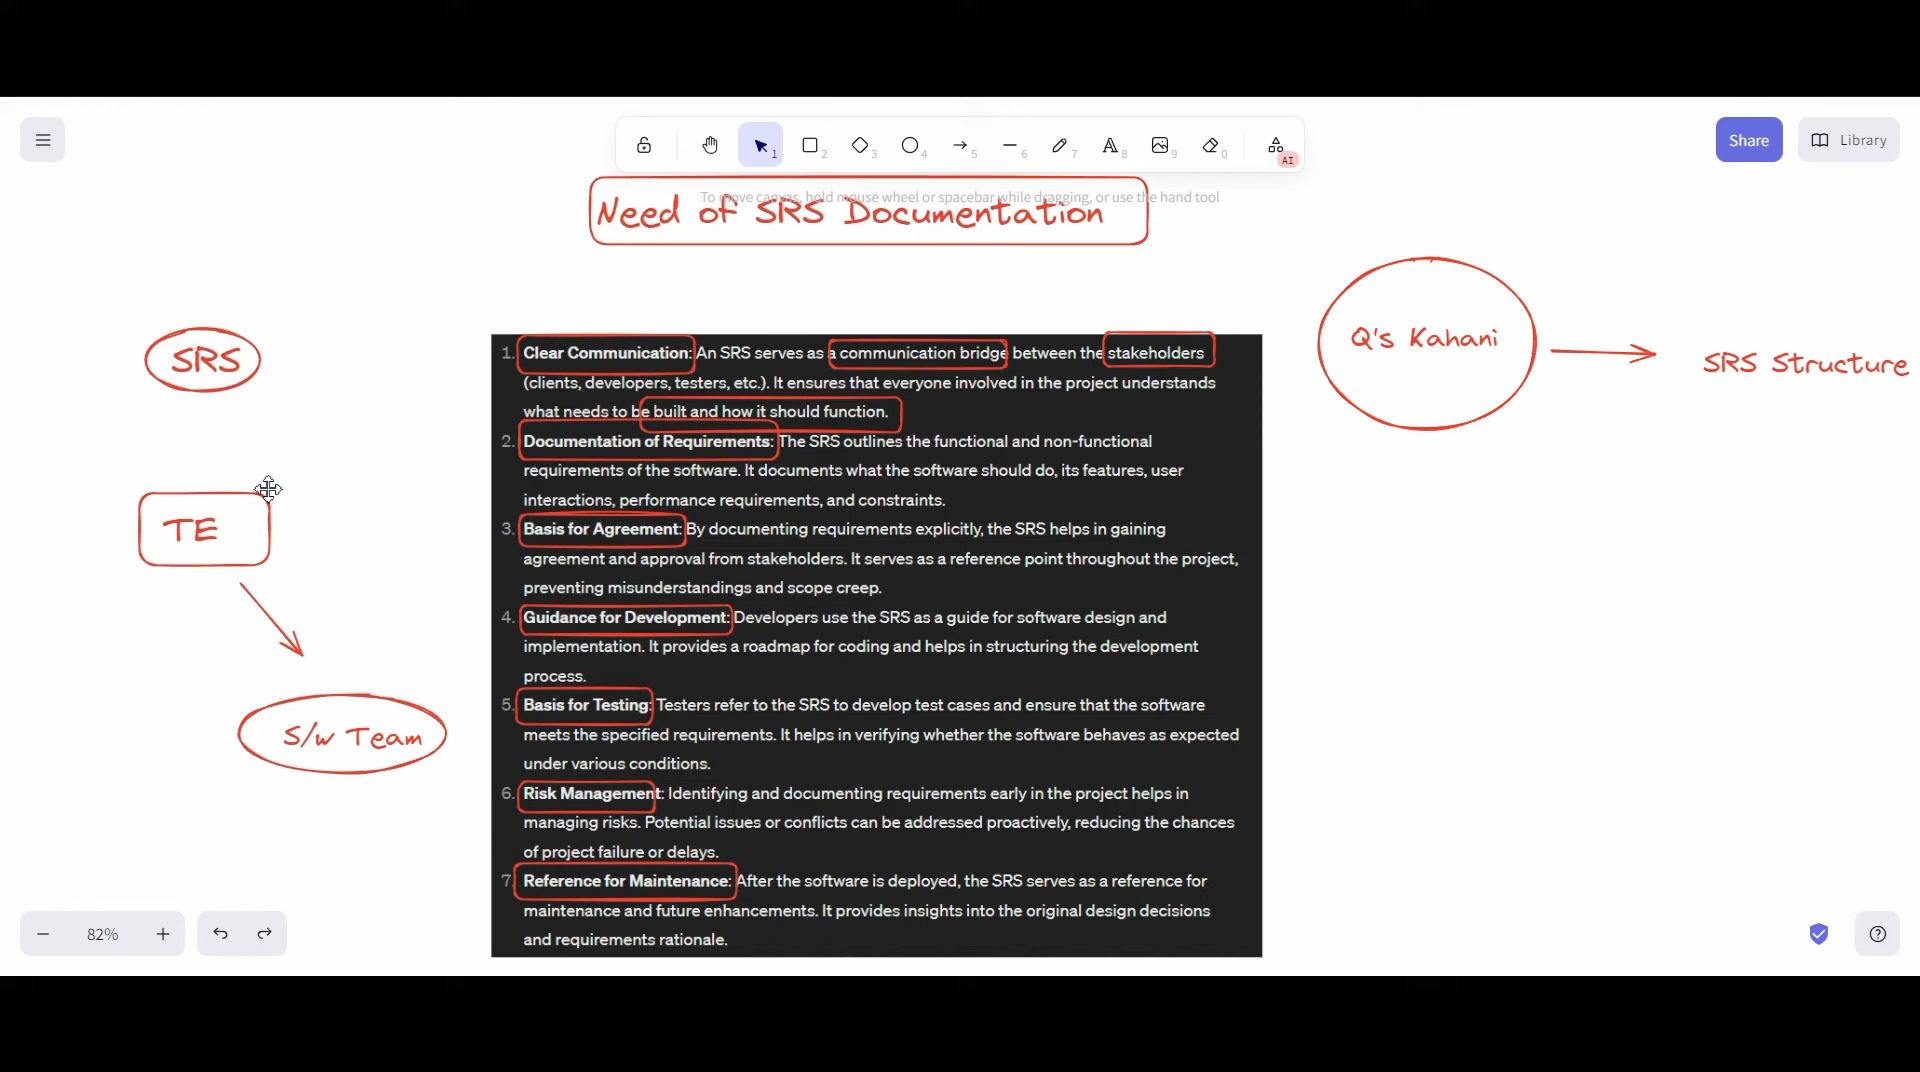 1 2 3 4 5 6 7 8 9 0 AI
Share Library
To move canvas, hold mouse wheel or spacebar while dragging, or use the hand tool
Need of SRS Documentation
SRS
TE
S/w Team
1. Clear Communication: An SRS serves as a communication bridge between the stakeholders
(clients, developers, testers, etc.). It ensures that everyone involved in the project understands
what needs to be built and how it should function.
2. Documentation of Requirements: The SRS outlines the functional and non-functional
requirements of the software. It documents what the software should do, its features, user
interactions, performance requirements, and constraints.
3. Basis for Agreement: By documenting requirements explicitly, the SRS helps in gaining
agreement and approval from stakeholders. It serves as a reference point throughout the project,
preventing misunderstandings and scope creep.
4. Guidance for Development: Developers use the SRS as a guide for software design and
implementation. It provides a roadmap for coding and helps in structuring the development
process.
5. Basis for Testing: Testers refer to the SRS to develop test cases and ensure that the software
meets the specified requirements. It helps in verifying whether the software behaves as expected
under various conditions.
6. Risk Management: Identifying and documenting requirements early in the project helps in
managing risks. Potential issues or conflicts can be addressed proactively, reducing the chances
of project failure or delays.
7. Reference for Maintenance: After the software is deployed, the SRS serves as a reference for
maintenance and future enhancements. It provides insights into the original design decisions
and requirements rationale.
Q's Kahani
SRS Structure
82%